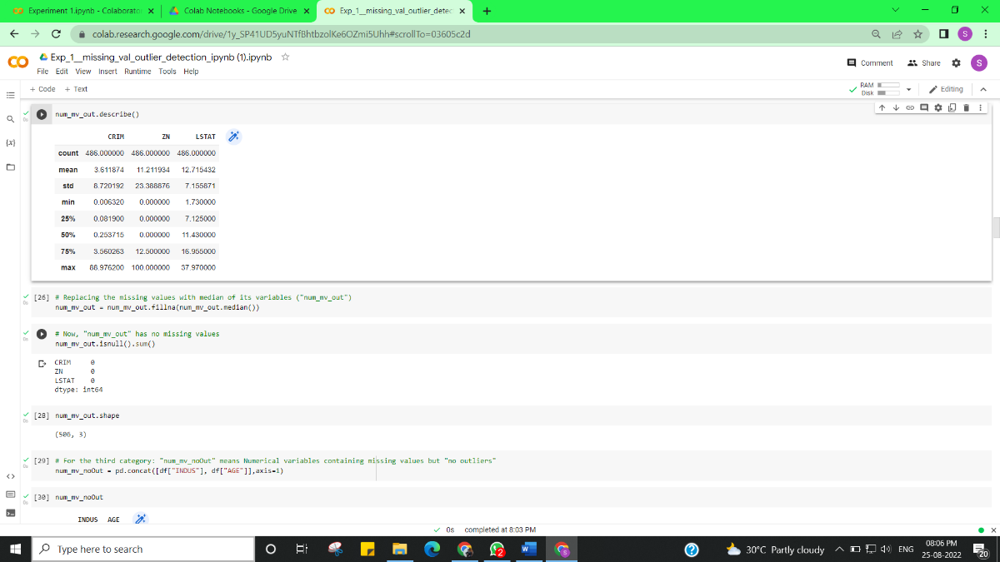 Experiment 1.ipynb - Colaborator
Colab Notebooks - Google Drive
Exp_1__missing_val_outlier_detec
colab.research.google.com/drive/1y_SP41UD5yuNTfBhtbzolKe6OZmi5Uhh#scrollTo=03605c2d
S
Exp_1__missing_val_outlier_detection_ipynb (1).ipynb
Comment Share S
File Edit View Insert Runtime Tools Help
+ Code + Text
RAM
Disk
Editing
num_mv_out.describe()
CRIM ZN LSTAT
count 486.000000 486.000000 486.000000
mean 3.611874 11.211934 12.715432
std 8.720192 23.388876 7.155871
min 0.006320 0.000000 1.730000
25% 0.081900 0.000000 7.125000
50% 0.253715 0.000000 11.430000
75% 3.560263 12.500000 16.955000
max 88.976200 100.000000 37.970000
[26] # Replacing the missing values with median of its variables ("num_mv_out")
num_mv_out = num_mv_out.fillna(num_mv_out.median())
# Now, "num_mv_out" has no missing values
num_mv_out.isnull().sum()
CRIM 0
ZN 0
LSTAT 0
dtype: int64
[28] num_mv_out.shape
(506, 3)
[29] # For the third category: "num_mv_noOut" means Numerical variables containing missing values but "no outliers"
num_mv_noOut = pd.concat([df["INDUS"], df["AGE"]],axis=1)
[30] num_mv_noOut
INDUS AGE
0s completed at 8:03 PM
Type here to search
2
W
S
30°C Partly cloudy
ENG
08:06 PM
25-08-2022
20